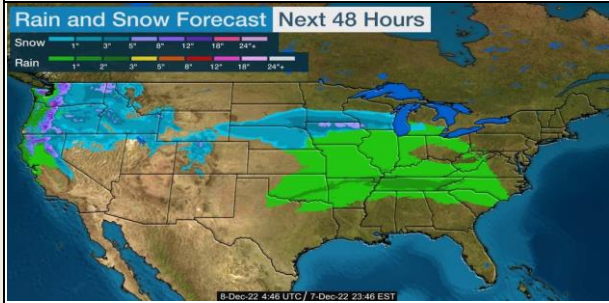 Rain and Snow Forecast Next 48 Hours
Snow
1" 3" 5" 8" 12" 18" 24"+
Rain
1" 2" 3" 5" 8" 12" 18" 24"+
8-Dec-22 4:46 UTC / 7-Dec-22 23:46 EST